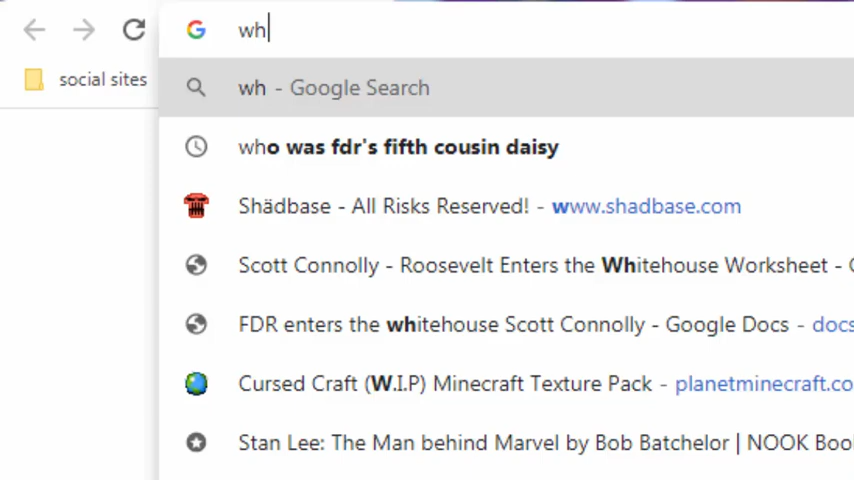 wh
social sites
wh - Google Search
who was fdr's fifth cousin daisy
Shädbase - All Risks Reserved! - www.shadbase.com
Scott Connolly - Roosevelt Enters the Whitehouse Worksheet -
FDR enters the whitehouse Scott Connolly - Google Docs - docs
Cursed Craft (W.I.P) Minecraft Texture Pack - planetminecraft.co
Stan Lee: The Man behind Marvel by Bob Batchelor | NOOK Boo